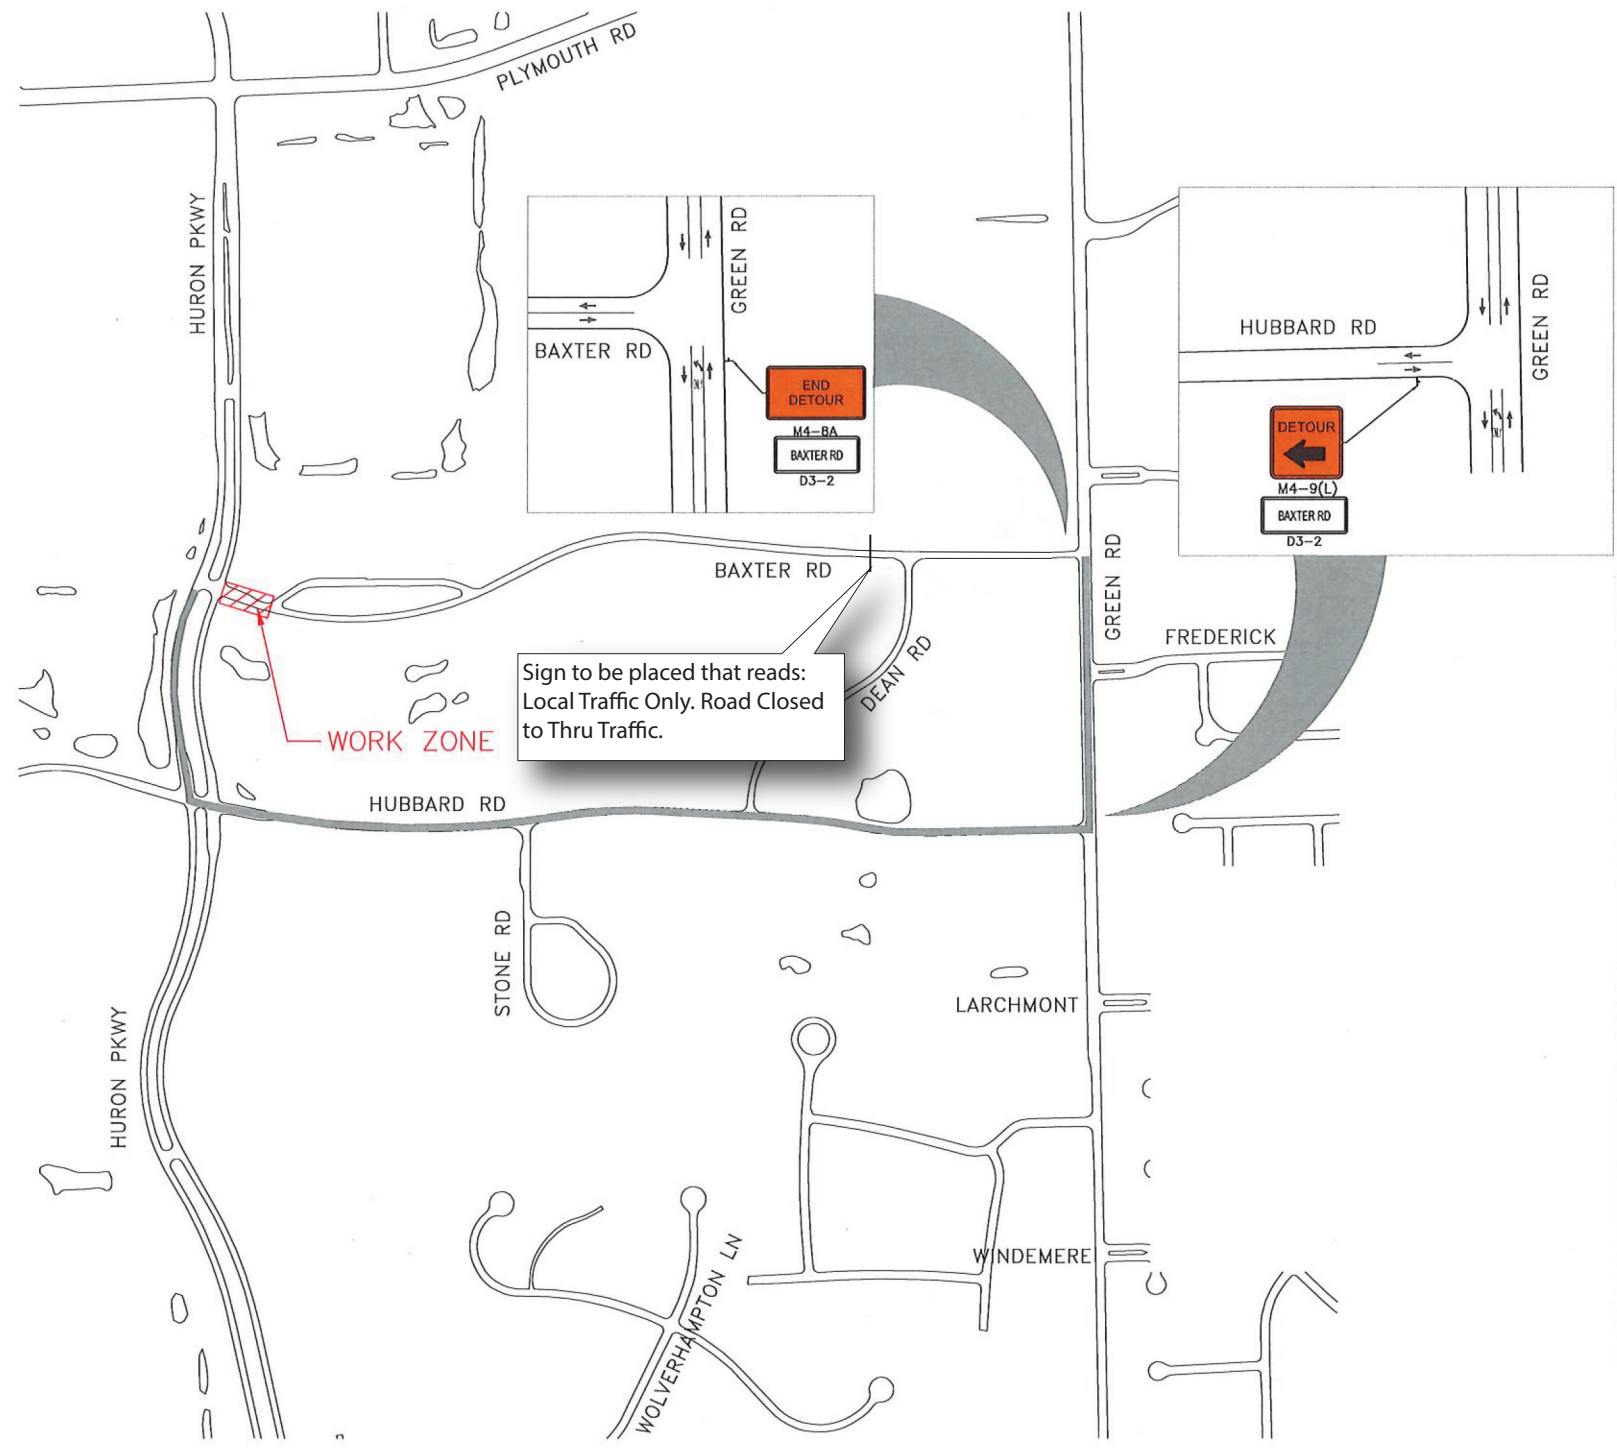 PLYMOUTH RD
HURON PKWY
GREEN RD
BAXTER RD
END
DETOUR
M4-8A
BAXTER RD
D3-2
HUBBARD RD
GREEN RD
DETOUR
M4-9(L)
BAXTER RD
D3-2
BAXTER RD
GREEN RD
FREDERICK
DEAN RD
Sign to be placed that reads:
Local Traffic Only. Road Closed
to Thru Traffic.
WORK ZONE
HUBBARD RD
STONE RD
LARCHMONT
HURON PKWY
WINDEMERE
WOLVERHAMPTON LN